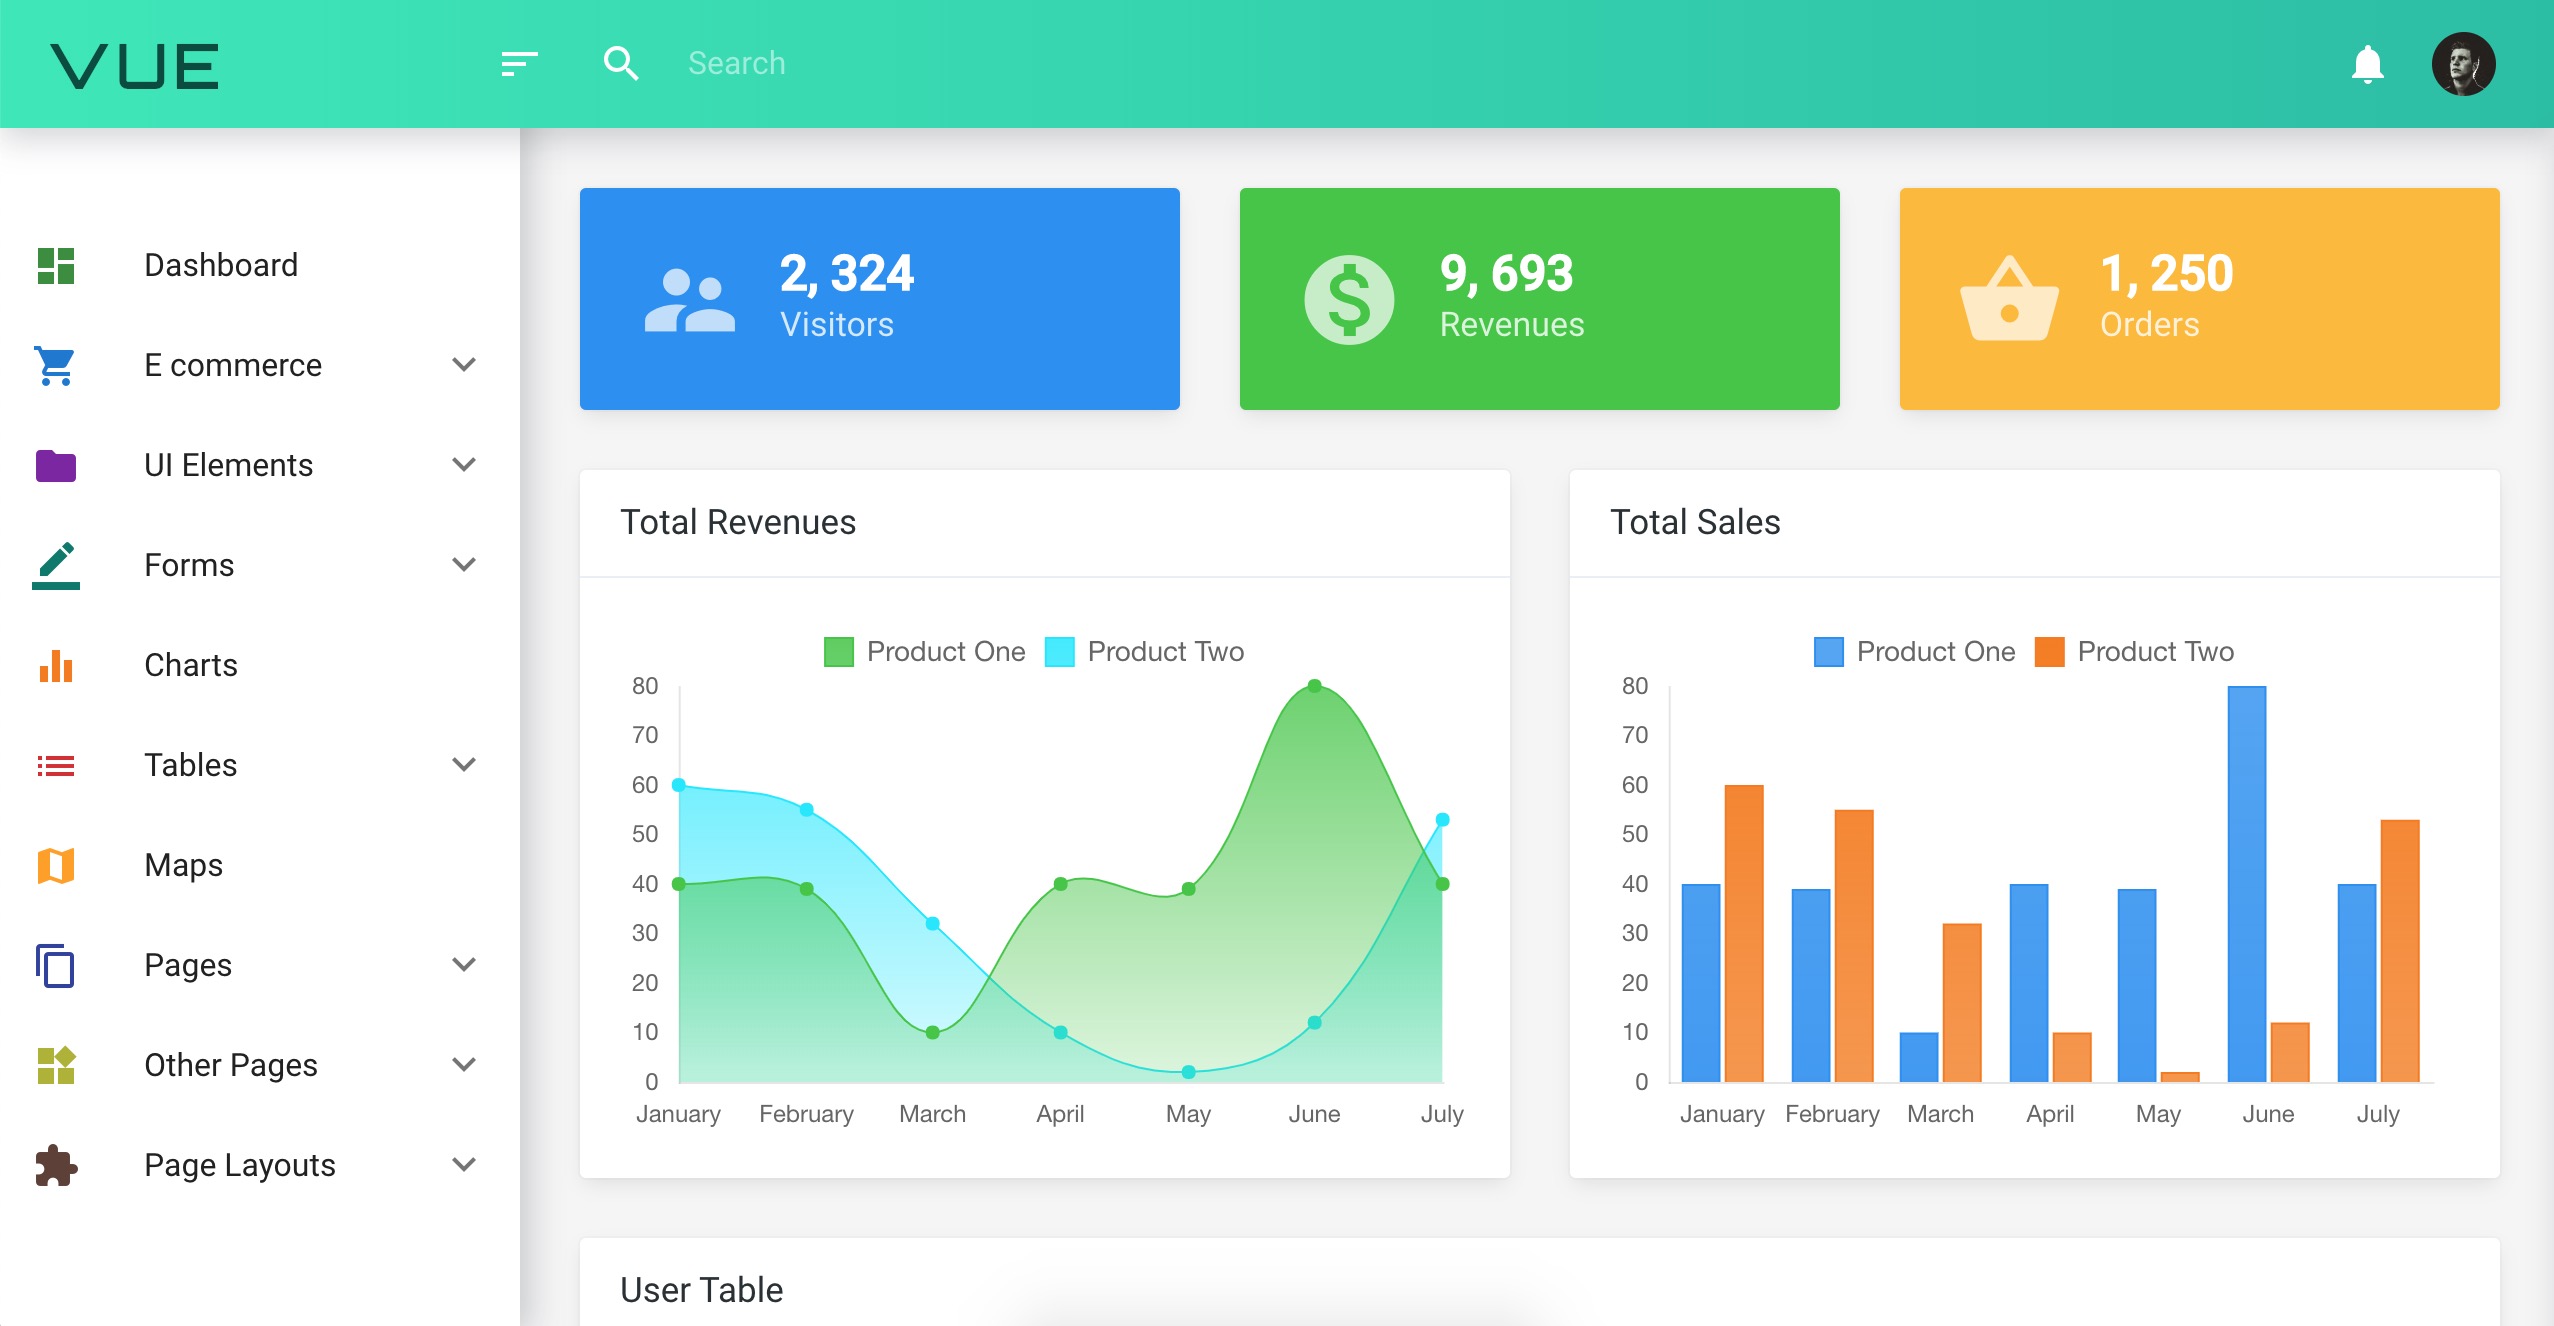 VUE
Search
Dashboard
E commerce
UI Elements
Forms
Charts
Tables
Maps
Pages
Other Pages
Page Layouts
2, 324
Visitors
9, 693
Revenues
1, 250
Orders
Total Revenues
Product One Product Two
80
70
60
50
40
30
20
10
0
January February March April May June July
Total Sales
Product One Product Two
80
70
60
50
40
30
20
10
0
January February March April May June July
User Table